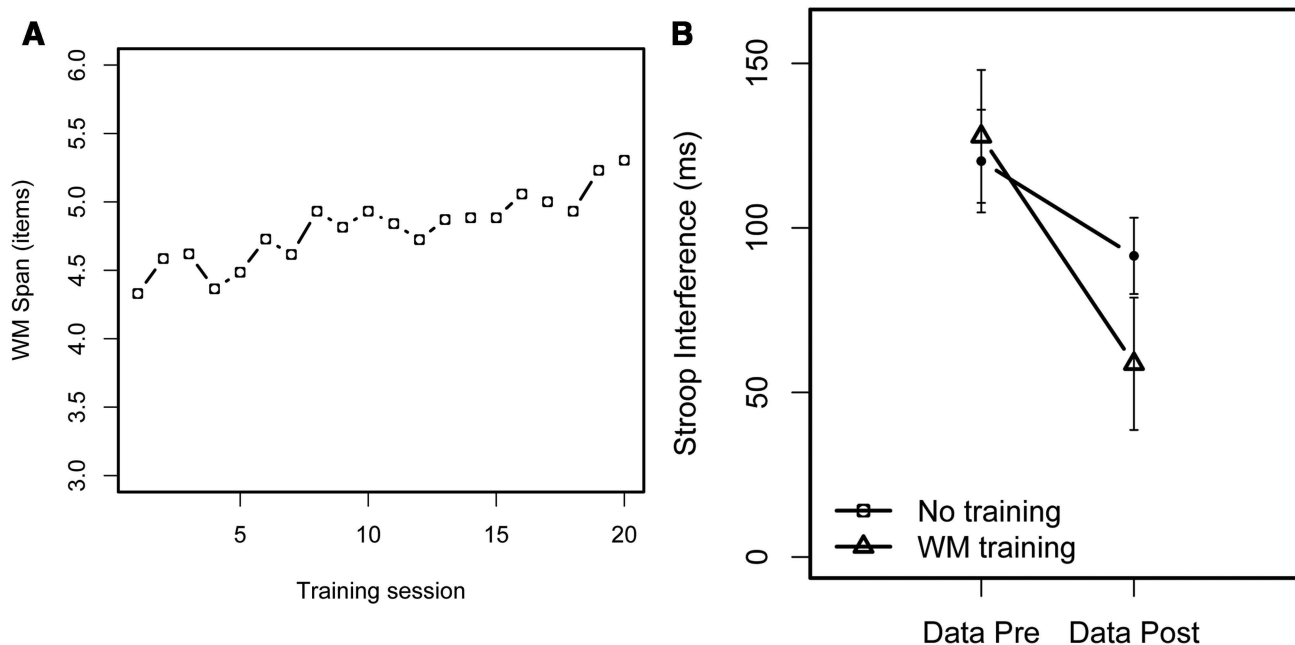 A
WM Span (items)
6.0
5.5
5.0
4.5
4.0
3.5
3.0
5 10 15 20
Training session
B
Stroop Interference (ms)
150
100
50
0
No training
WM training
Data Pre Data Post